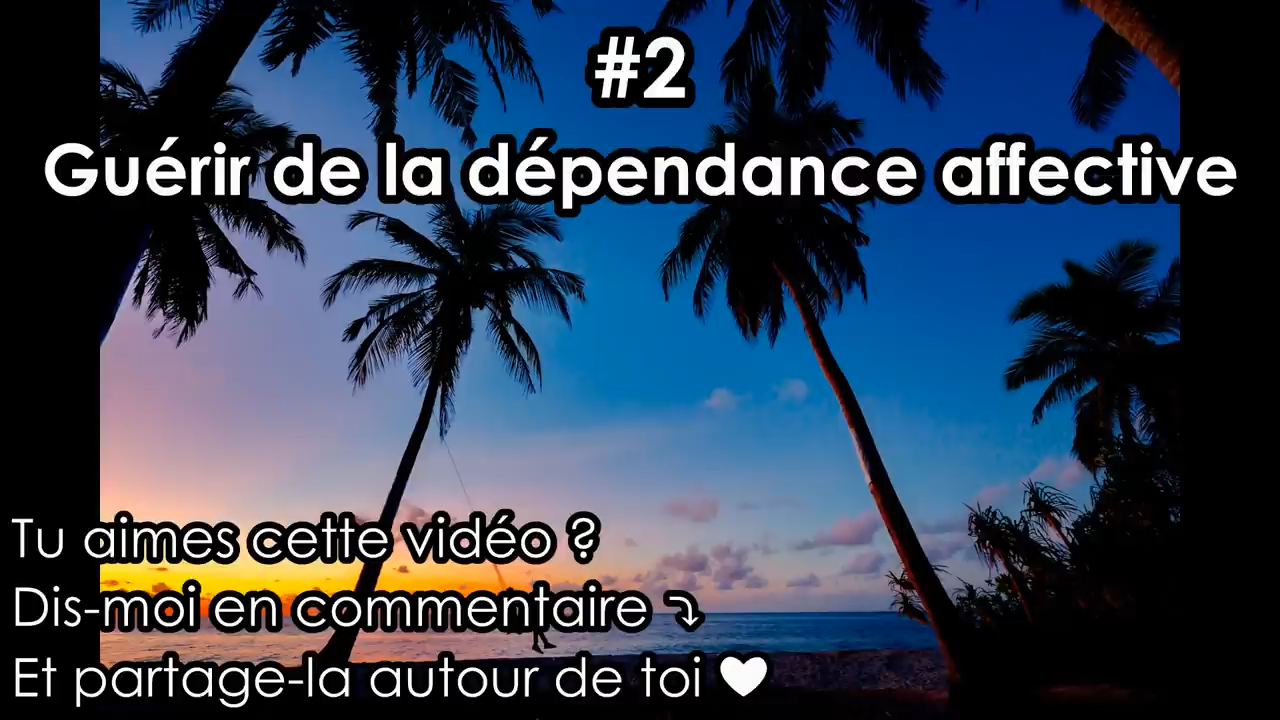 #2
Guérir de la dépendance affective
Tu aimes cette vidéo ?
Dis-moi en commentaire ⤵
Et partage-la autour de toi ♥